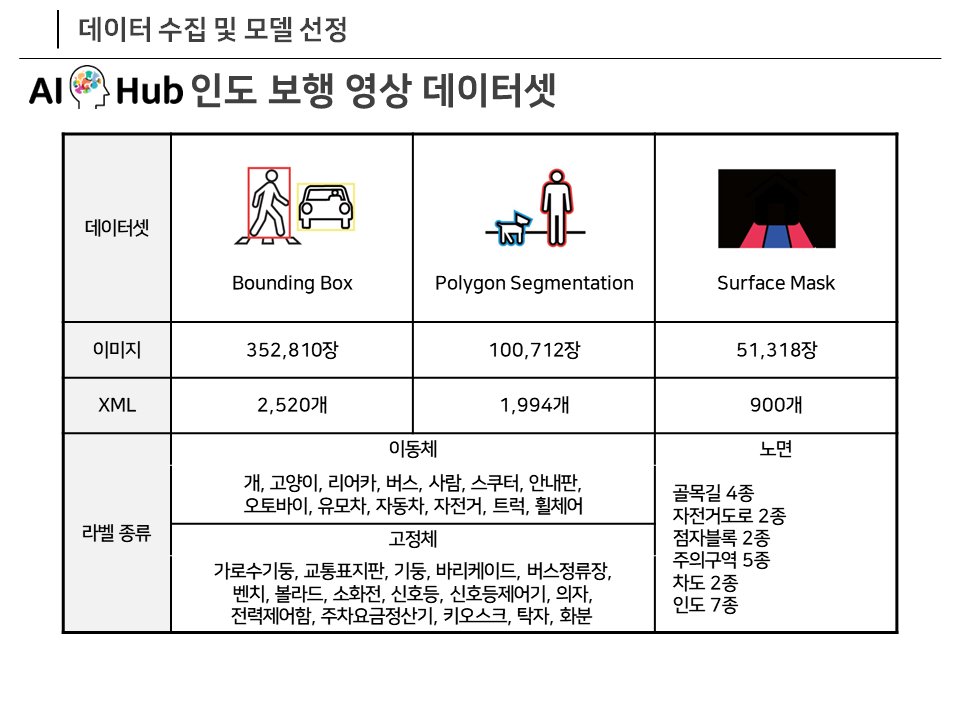 데이터 수집 및 모델 선정
AI Hub 인도 보행 영상 데이터셋
데이터셋
Bounding Box
Polygon Segmentation
Surface Mask
이미지
352,810장
100,712장
51,318장
XML
2,520개
1,994개
900개
라벨 종류
이동체
개, 고양이, 리어카, 버스, 사람, 스쿠터, 안내판,
오토바이, 유모차, 자동차, 자전거, 트럭, 휠체어
고정체
가로수기둥, 교통표지판, 기둥, 바리케이드, 버스정류장,
벤치, 볼라드, 소화전, 신호등, 신호등제어기, 의자,
전력제어함, 주차요금정산기, 키오스크, 탁자, 화분
노면
골목길 4종
자전거도로 2종
점자블록 2종
주의구역 5종
차도 2종
인도 7종